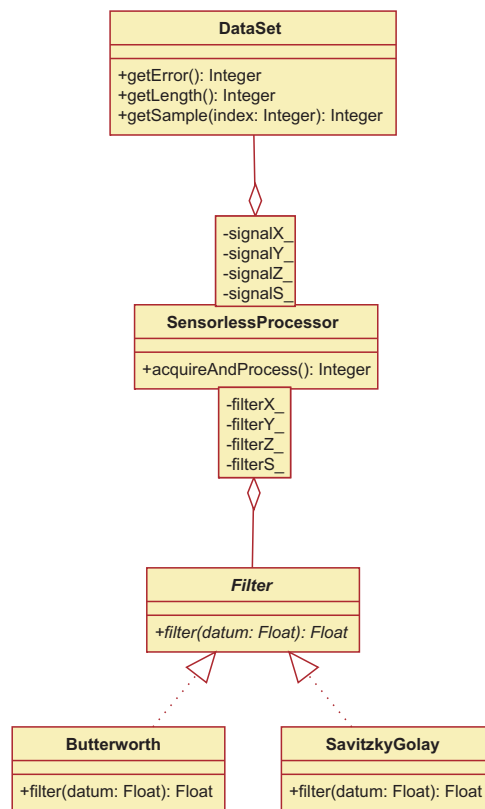 DataSet
+getError(): Integer
+getLength(): Integer
+getSample(index: Integer): Integer
-signalX_
-signalY_
-signalZ_
-signalS_
SensorlessProcessor
+acquireAndProcess(): Integer
-filterX_
-filterY_
-filterZ_
-filterS_
Filter
+filter(datum: Float): Float
Butterworth
+filter(datum: Float): Float
SavitzkyGolay
+filter(datum: Float): Float